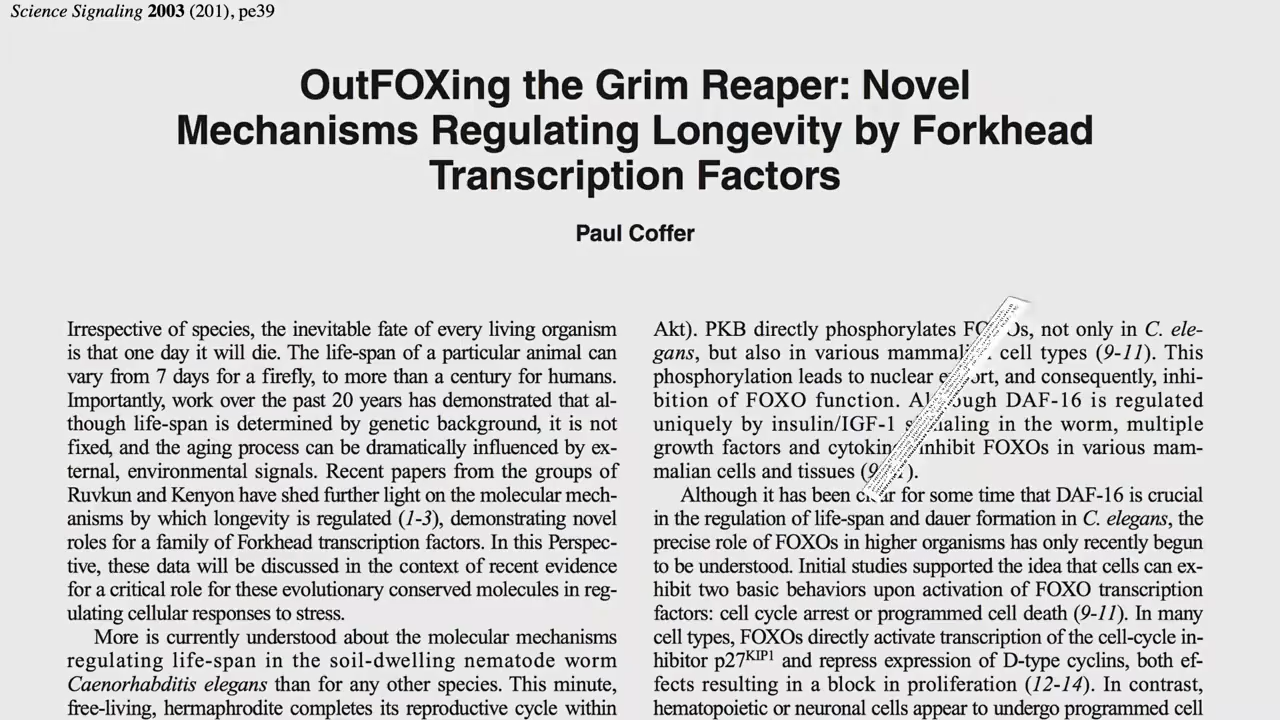 Science Signaling 2003 (201), pe39
OutFOXing the Grim Reaper: Novel
Mechanisms Regulating Longevity by Forkhead
Transcription Factors
Paul Coffer
Irrespective of species, the inevitable fate of every living organism
is that one day it will die. The life-span of a particular animal can
vary from 7 days for a firefly, to more than a century for humans.
Importantly, work over the past 20 years has demonstrated that al-
though life-span is determined by genetic background, it is not
fixed, and the aging process can be dramatically influenced by ex-
ternal, environmental signals. Recent papers from the groups of
Ruvkun and Kenyon have shed further light on the molecular mech-
anisms by which longevity is regulated (1-3), demonstrating novel
roles for a family of Forkhead transcription factors. In this Perspec-
tive, these data will be discussed in the context of recent evidence
for a critical role for these evolutionary conserved molecules in reg-
ulating cellular responses to stress.
More is currently understood about the molecular mechanisms
regulating life-span in the soil-dwelling nematode worm
Caenorhabditis elegans than for any other species. This minute,
free-living, hermaphrodite completes its reproductive cycle within
Akt). PKB directly phosphorylates not only in C. ele-
gans, but also in various cell types (9-11). This
phosphorylation leads to nuclear and consequently, inhi-
bition of FOXO function. Although DAF-16 is regulated
uniquely by insulin/IGF-1 in the worm, multiple
growth factors and inhibit FOXOs in various mam-
malian cells and tissues
Although it has been for some time that DAF-16 is crucial
in the regulation of life-span and dauer formation in C. elegans, the
precise role of FOXOs in higher organisms has only recently begun
to be understood. Initial studies supported the idea that cells can ex-
hibit two basic behaviors upon activation of FOXO transcription
factors: cell cycle arrest or programmed cell death (9-11). In many
cell types, FOXOs directly activate transcription of the cell-cycle in-
hibitor p27KIP1 and repress expression of D-type cyclins, both ef-
fects resulting in a block in proliferation (12-14). In contrast,
hematopoietic or neuronal cells appear to undergo programmed cell